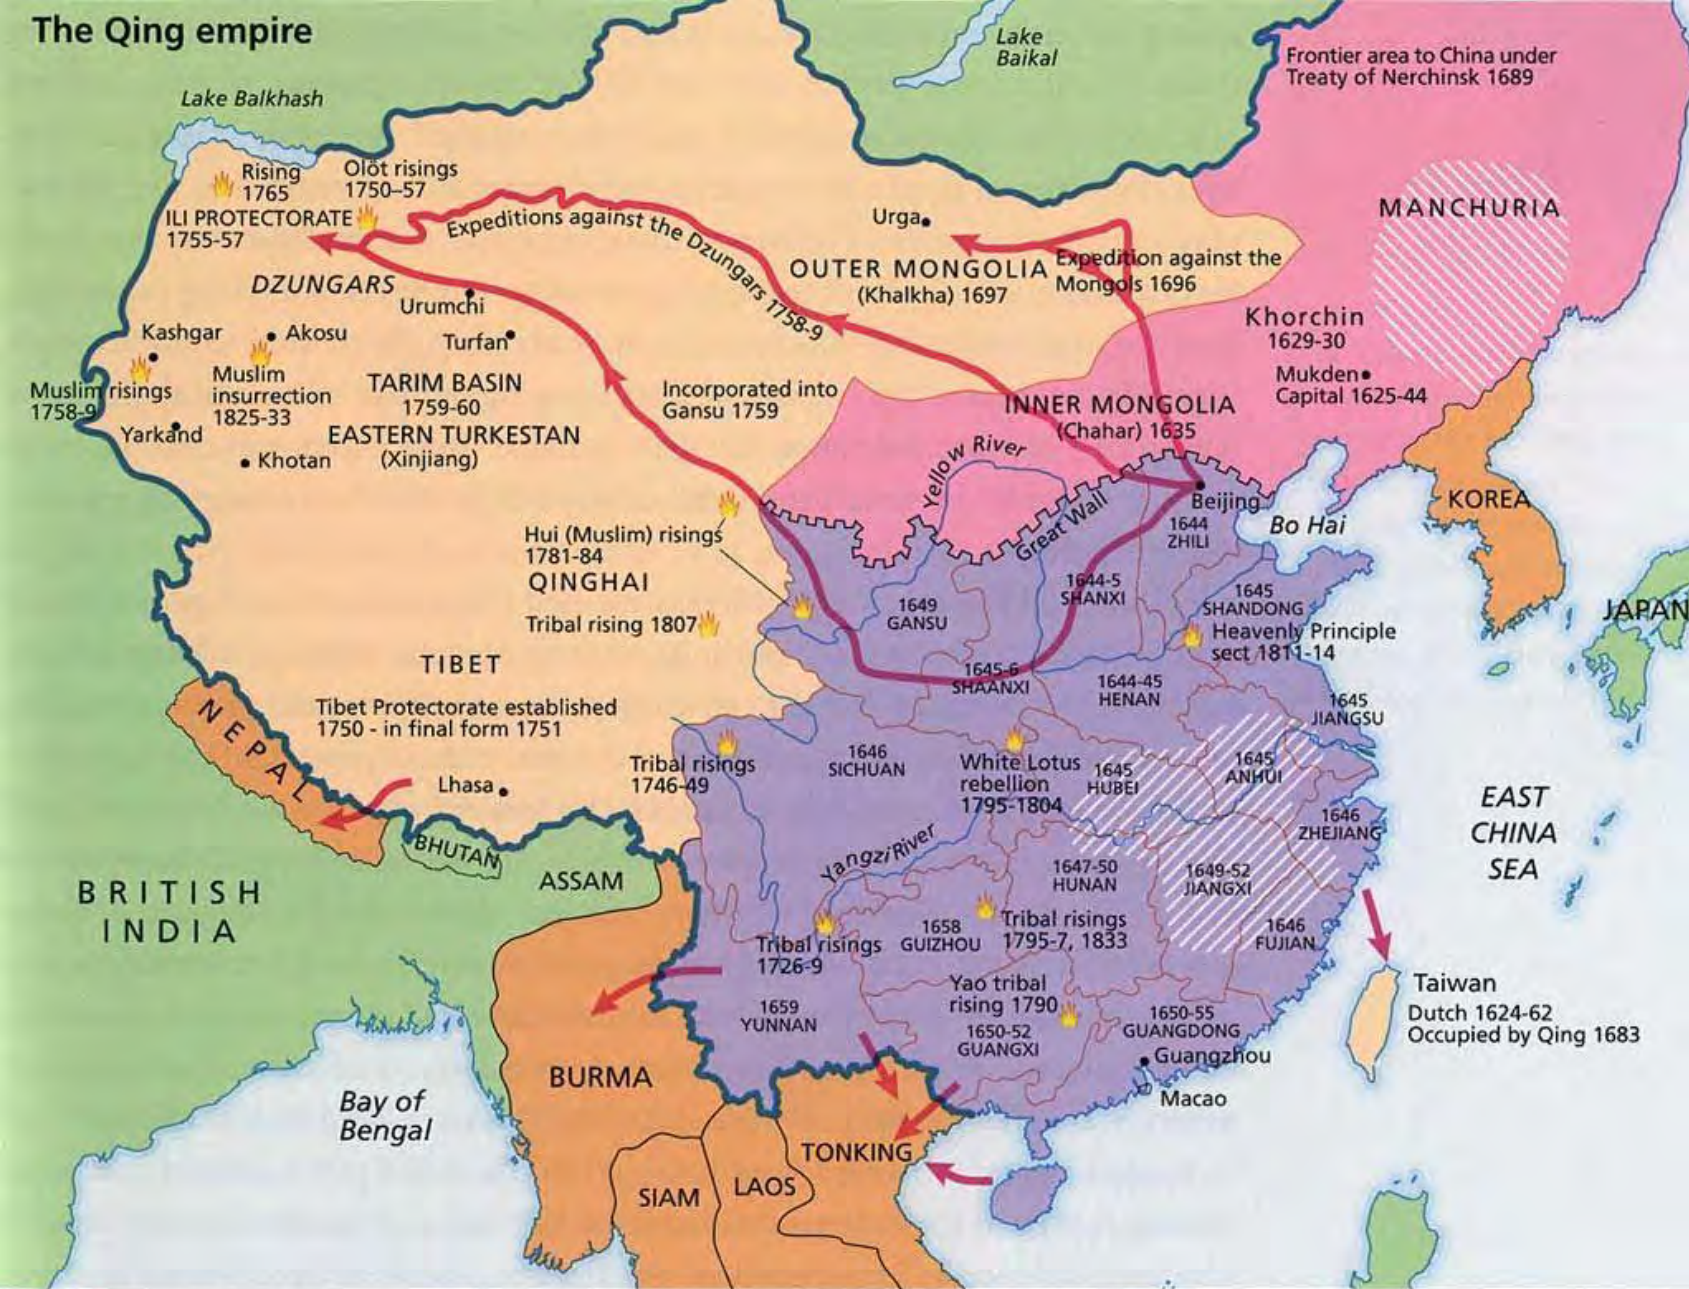 The Qing empire
Lake
Baikal
Frontier area to China under
Treaty of Nerchinsk 1689
Lake Balkhash
Rising
1765
Olöt risings
1750–57
ILI PROTECTORATE
1755-57
Expeditions against the Dzungars 1758-9
Urga
MANCHURIA
OUTER MONGOLIA
(Khalkha) 1697
Expedition against the
Mongols 1696
DZUNGARS
Urumchi
Kashgar
Akosu
Turfan
Khorchin
1629-30
Mukden
Capital 1625-44
Muslim risings
1758-9
Muslim
insurrection
1825-33
TARIM BASIN
1759-60
Incorporated into
Gansu 1759
INNER MONGOLIA
(Chahar) 1635
Yarkand
EASTERN TURKESTAN
(Xinjiang)
Khotan
Yellow River
Great Wall
Beijing
KOREA
Bo Hai
1644
ZHILI
Hui (Muslim) risings
1781-84
QINGHAI
Tribal rising 1807
1649
GANSU
1644-5
SHANXI
1645
SHANDONG
JAPAN
Heavenly Principle
sect 1811-14
TIBET
1645-6
SHAANXI
1644-45
HENAN
1645
JIANGSU
NEPAL
Tibet Protectorate established
1750 - in final form 1751
Lhasa
Tribal risings
1746-49
1646
SICHUAN
White Lotus
rebellion
1795-1804
1645
HUBEI
1645
ANHUI
1646
ZHEJIANG
EAST
CHINA
SEA
BHUTAN
ASSAM
Yangzi River
1647-50
HUNAN
1649-52
JIANGXI
BRITISH
INDIA
Tribal risings
1726-9
1658
GUIZHOU
Tribal risings
1795-7, 1833
1646
FUJIAN
1659
YUNNAN
Yao tribal
rising 1790
1650-52
GUANGXI
1650-55
GUANGDONG
Guangzhou
Macao
Taiwan
Dutch 1624-62
Occupied by Qing 1683
BURMA
Bay of
Bengal
TONKING
SIAM
LAOS